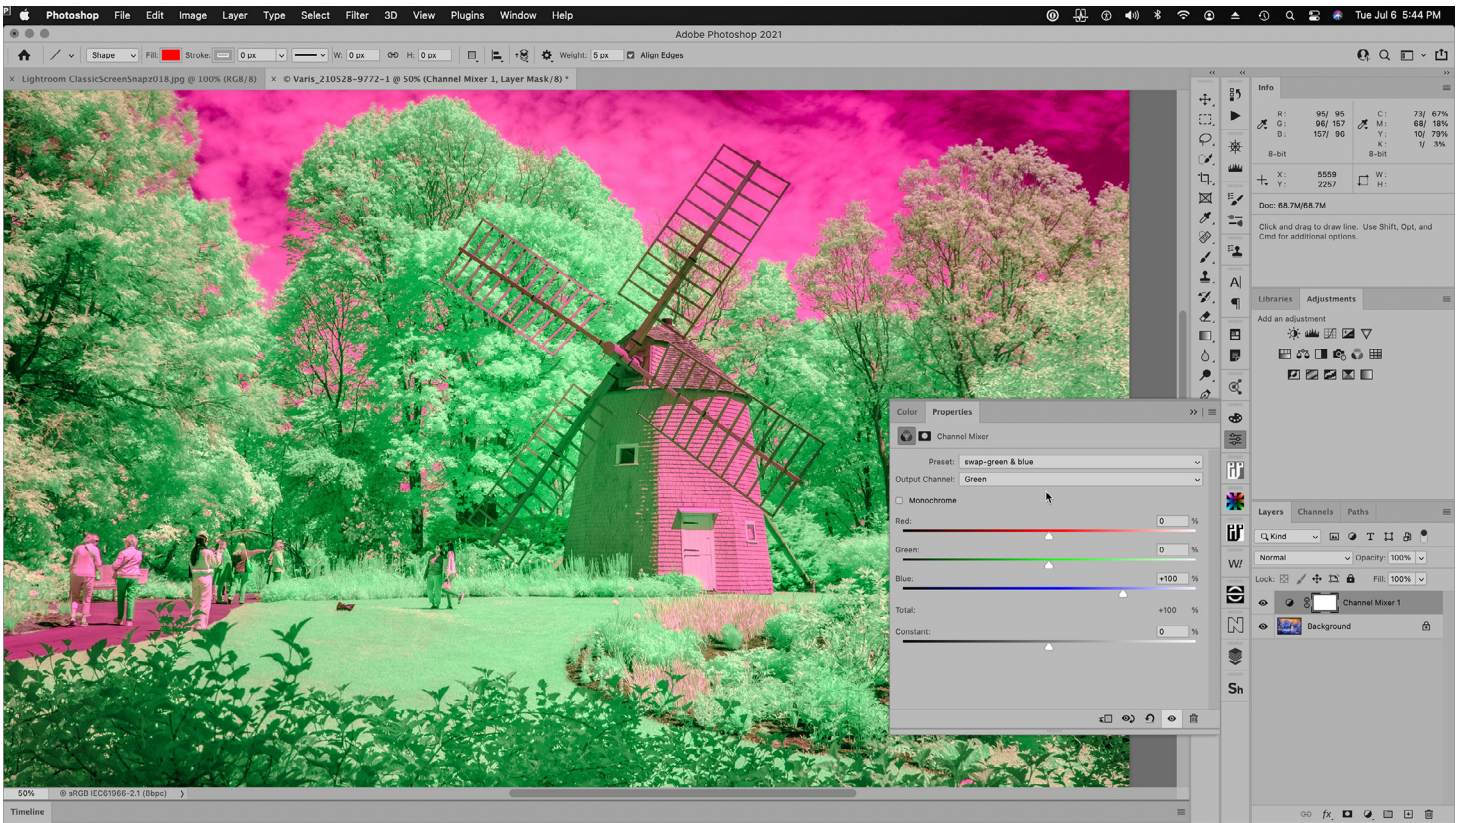 P
Photoshop File Edit Image Layer Type Select Filter 3D View Plugins Window Help Tue Jul 6 5:44 PM
Adobe Photoshop 2021
Shape Fill: Stroke: 0 px W: 0 px H: 0 px Weight: 5 px Align Edges
× Lightroom ClassicScreenSnapz018.jpg @ 100% (RGB/8) × © Varis_210528-9772-1 @ 50% (Channel Mixer 1, Layer Mask/8) *
Info
R: 95/ 95 C: 73/ 67%
G: 96/ 157 M: 68/ 18%
B: 157/ 96 Y: 10/ 79%
K: 1/ 3%
8-bit 8-bit
X: 5559 W:
Y: 2257 H:
Doc: 68.7M/68.7M
Click and drag to draw line. Use Shift, Opt, and
Cmd for additional options.
Libraries Adjustments
Add an adjustment
Color Properties
Channel Mixer
Preset: swap-green & blue
Output Channel: Green
Monochrome
Red: 0 %
Green: 0 %
Blue: +100 %
Total: +100 %
Constant: 0 %
Layers Channels Paths
Kind T
Normal Opacity: 100%
Lock: Fill: 100%
Channel Mixer 1
Background
W!
N
Sh
fx
50% sRGB IEC61966-2.1 (8bpc)
Timeline